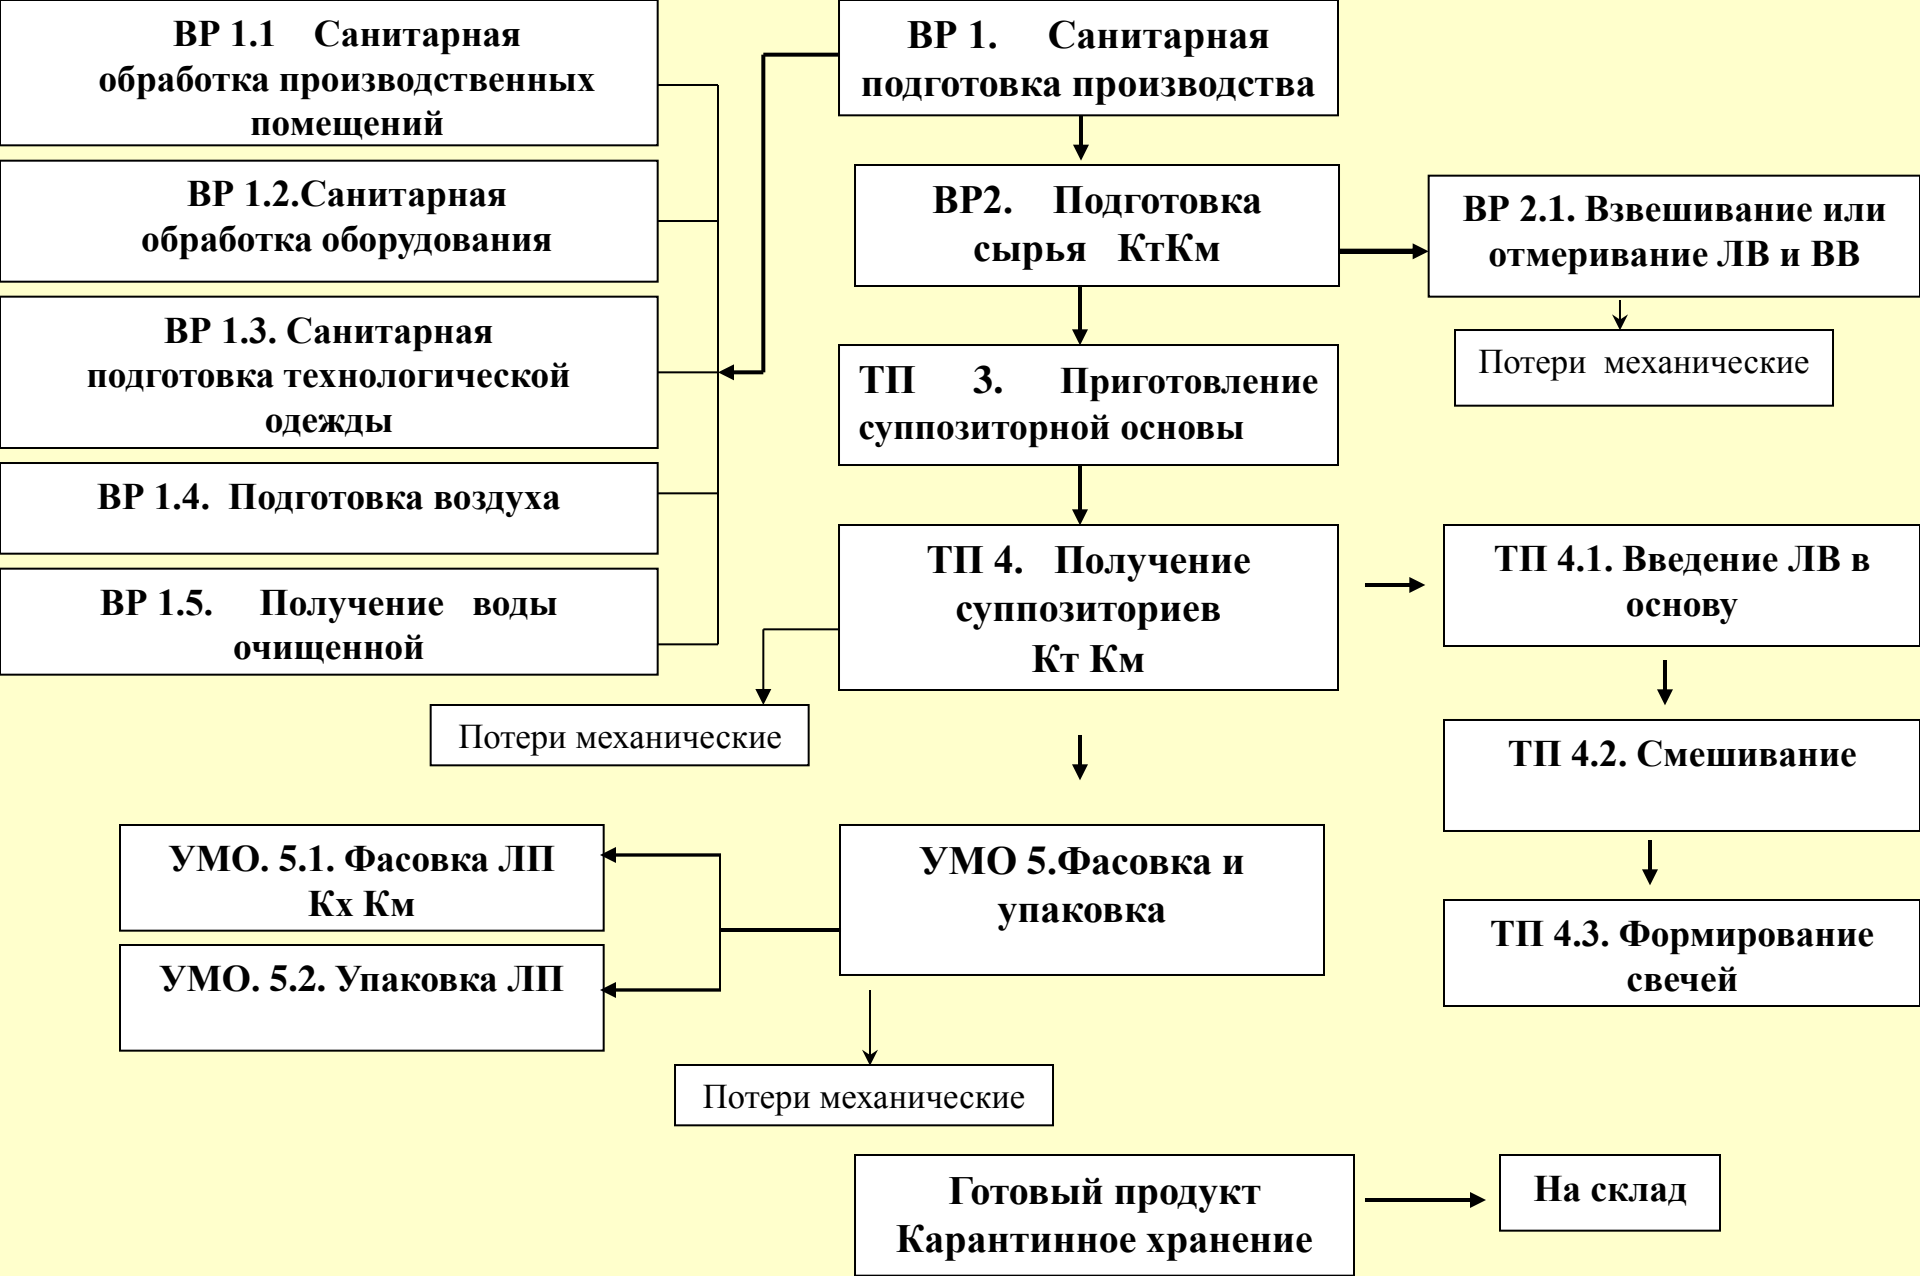 ВР 1.1 Санитарная
обработка производственных
помещений
ВР 1. Санитарная
подготовка производства
ВР 1.2.Санитарная
обработка оборудования
ВР2. Подготовка
сырья КтКм
ВР 2.1. Взвешивание или
отмеривание ЛВ и ВВ
ВР 1.3. Санитарная
подготовка технологической
одежды
ТП 3. Приготовление
суппозиторной основы
Потери механические
ВР 1.4. Подготовка воздуха
ВР 1.5. Получение воды
очищенной
ТП 4. Получение
суппозиториев
Кт Км
ТП 4.1. Введение ЛВ в
основу
Потери механические
ТП 4.2. Смешивание
УМО. 5.1. Фасовка ЛП
Кх Км
УМО 5.Фасовка и
упаковка
ТП 4.3. Формирование
свечей
УМО. 5.2. Упаковка ЛП
Потери механические
Готовый продукт
Карантинное хранение
На склад